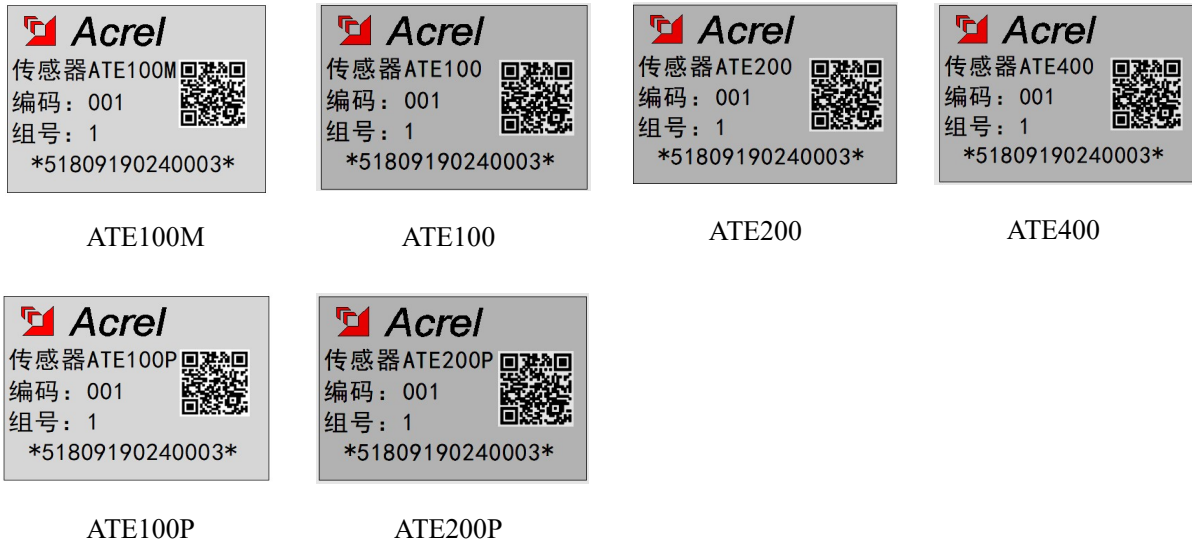 Acrel
传感器ATE100M
编码：001
组号：1
*51809190240003*
ATE100M
Acrel
传感器ATE100
编码：001
组号：1
*51809190240003*
ATE100
Acrel
传感器ATE200
编码：001
组号：1
*51809190240003*
ATE200
Acrel
传感器ATE400
编码：001
组号：1
*51809190240003*
ATE400
Acrel
传感器ATE100P
编码：001
组号：1
*51809190240003*
ATE100P
Acrel
传感器ATE200P
编码：001
组号：1
*51809190240003*
ATE200P